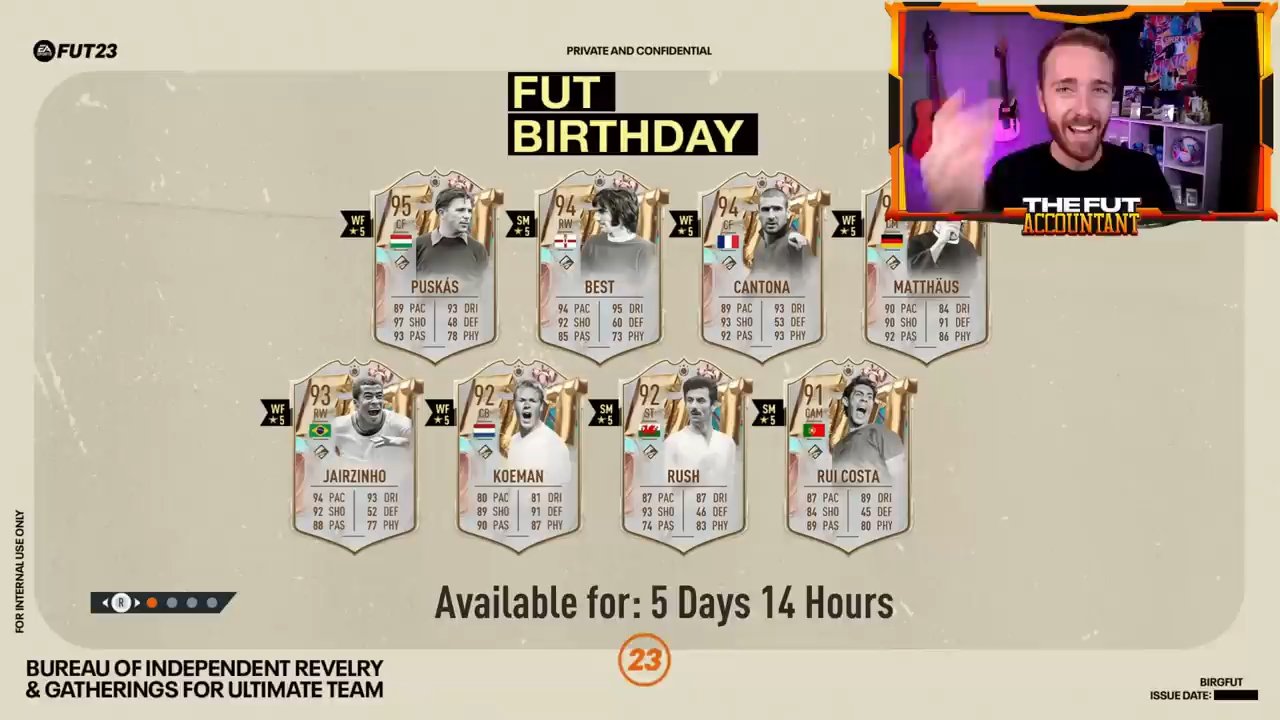 EA SPORTS FUT23
PRIVATE AND CONFIDENTIAL
FUT
BIRTHDAY
THE FUT
ACCOUNTANT
WF ★5
95
CF
PUSKÁS
89 PAC 93 DRI
97 SHO 48 DEF
93 PAS 78 PHY
SM ★5
94
RW
BEST
94 PAC 95 DRI
92 SHO 60 DEF
85 PAS 73 PHY
WF ★5
94
CF
CANTONA
89 PAC 93 DRI
93 SHO 53 DEF
92 PAS 93 PHY
WF ★5
MATTHÄUS
90 PAC 84 DRI
90 SHO 91 DEF
92 PAS 86 PHY
WF ★5
93
RW
JAIRZINHO
94 PAC 93 DRI
92 SHO 52 DEF
88 PAS 77 PHY
WF ★5
92
CB
KOEMAN
80 PAC 81 DRI
89 SHO 91 DEF
90 PAS 87 PHY
SM ★5
92
ST
RUSH
87 PAC 87 DRI
93 SHO 46 DEF
74 PAS 83 PHY
SM ★5
91
CAM
RUI COSTA
87 PAC 89 DRI
84 SHO 45 DEF
89 PAS 80 PHY
FOR INTERNAL USE ONLY
R
Available for: 5 Days 14 Hours
23
BUREAU OF INDEPENDENT REVELRY
& GATHERINGS FOR ULTIMATE TEAM
BIRGFUT
ISSUE DATE: